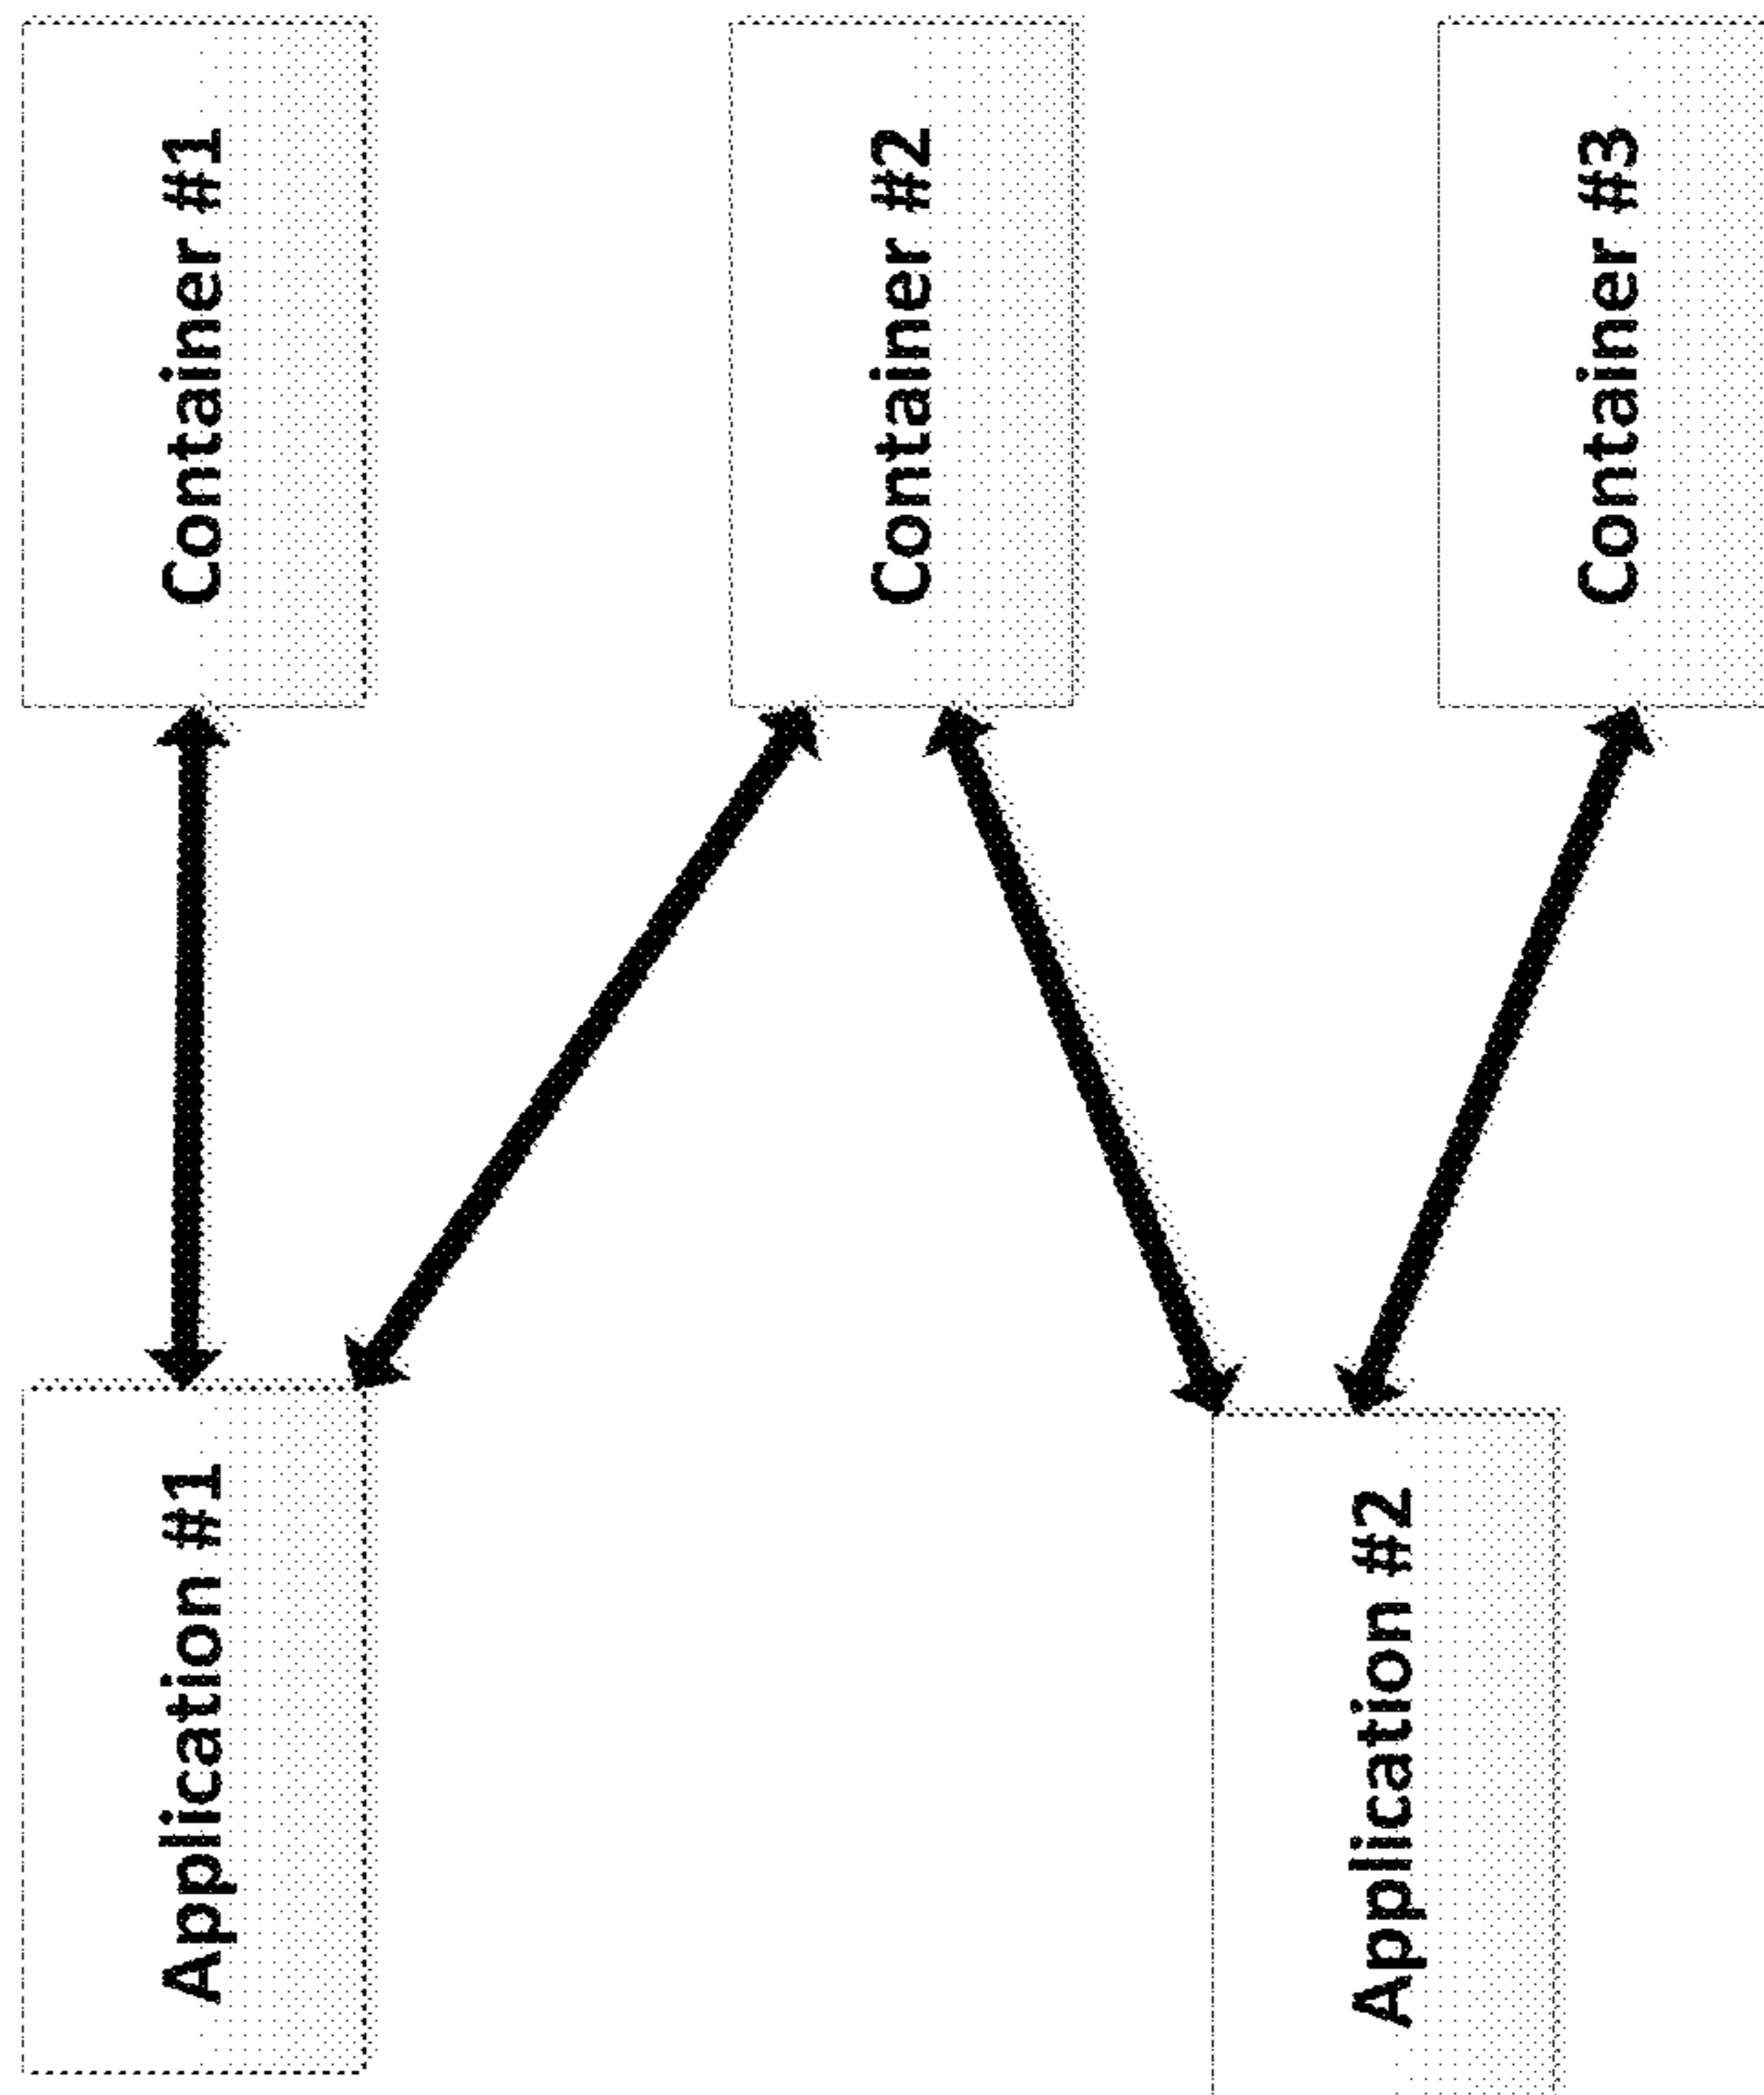 Container #1
Container #2
Container #3
Application #1
Application #2